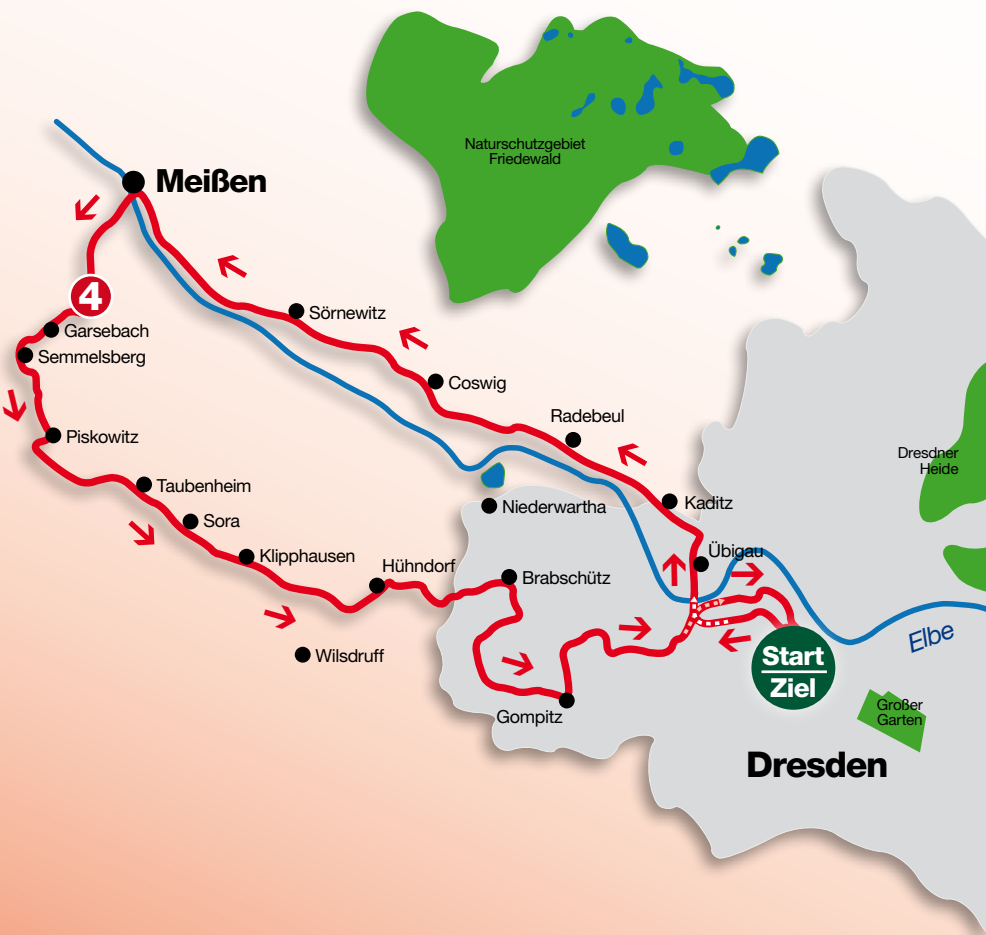 Naturschutzgebiet
Friedewald
Meißen
4
Sörnewitz
Garsebach
Semmelsberg
Coswig
Radebeul
Piskowitz
Dresdner
Heide
Taubenheim
Niederwartha
Kaditz
Sora
Übigau
Klipphausen
Hühndorf
Brabschütz
Elbe
Wilsdruff
Start
Ziel
Großer
Garten
Gompitz
Dresden